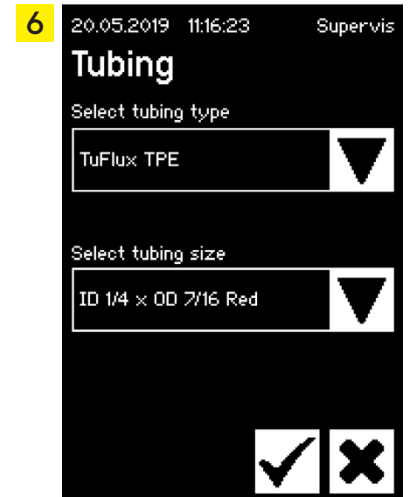 6
20.05.2019 11:16:23 Supervis
Tubing
Select tubing type
TuFlux TPE
Select tubing size
ID 1/4 x OD 7/16 Red